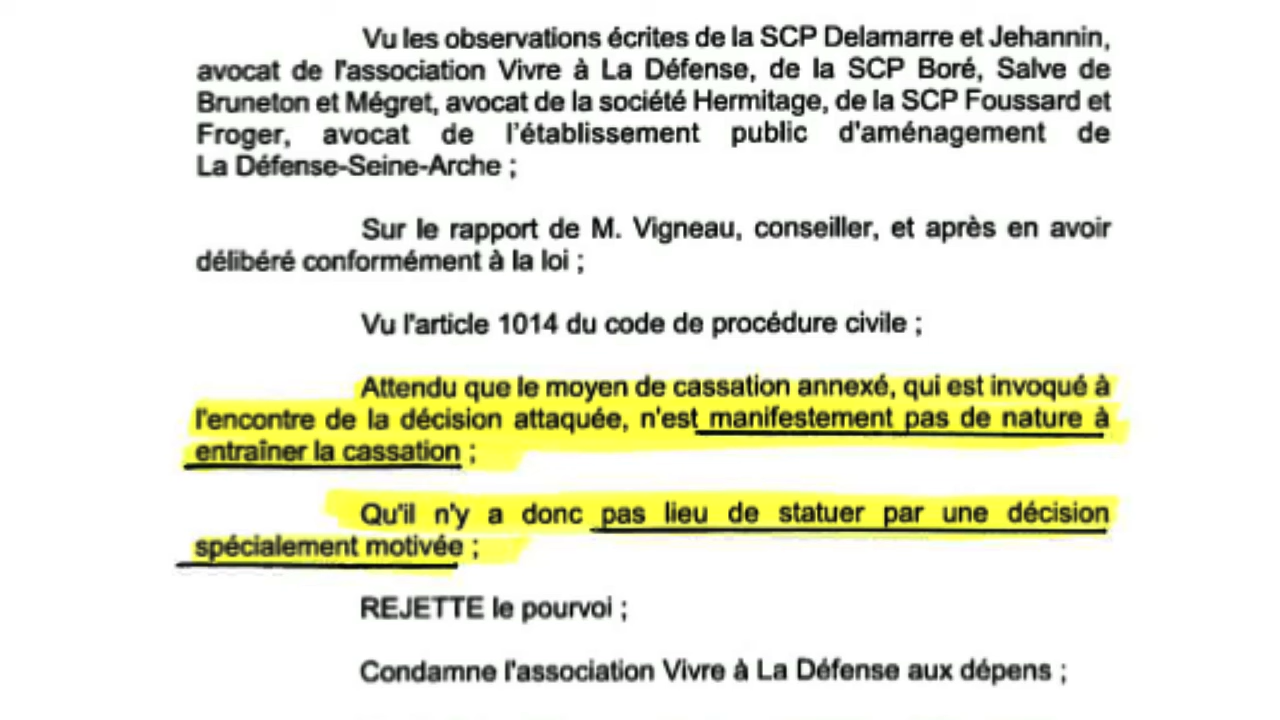 Vu les observations écrites de la SCP Delamarre et Jehannin,
avocat de l'association Vivre à La Défense, de la SCP Boré, Salve de
Bruneton et Mégret, avocat de la société Hermitage, de la SCP Foussard et
Froger, avocat de l'établissement public d'aménagement de
La Défense-Seine-Arche ;
Sur le rapport de M. Vigneau, conseiller, et après en avoir
délibéré conformément à la loi ;
Vu l'article 1014 du code de procédure civile ;
Attendu que le moyen de cassation annexé, qui est invoqué à
l'encontre de la décision attaquée, n'est manifestement pas de nature à
entraîner la cassation ;
Qu'il n'y a donc pas lieu de statuer par une décision
spécialement motivée ;
REJETTE le pourvoi ;
Condamne l'association Vivre à La Défense aux dépens ;